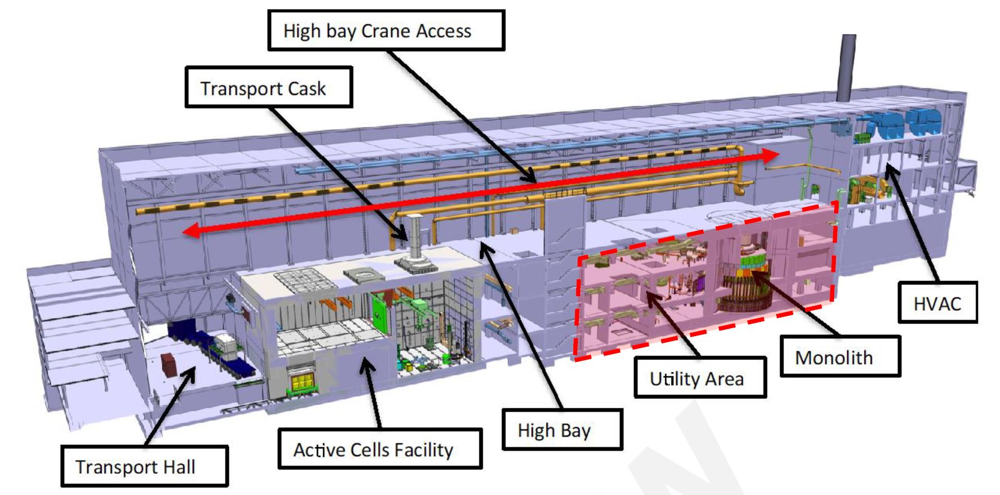 High bay Crane Access
Transport Cask
HVAC
Monolith
Utility Area
High Bay
Active Cells Facility
Transport Hall